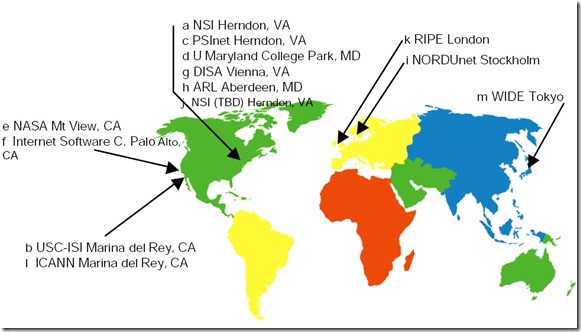 a NSI Herndon, VA
c PSInet Herndon, VA
d U Maryland College Park, MD
g DISA Vienna, VA
h ARL Aberdeen, MD
j NSI (TBD) Herndon, VA
k RIPE London
i NORDUnet Stockholm
m WIDE Tokyo
e NASA Mt View, CA
f Internet Software C. Palo Alto,
CA
b USC-ISI Marina del Rey, CA
l ICANN Marina del Rey, CA